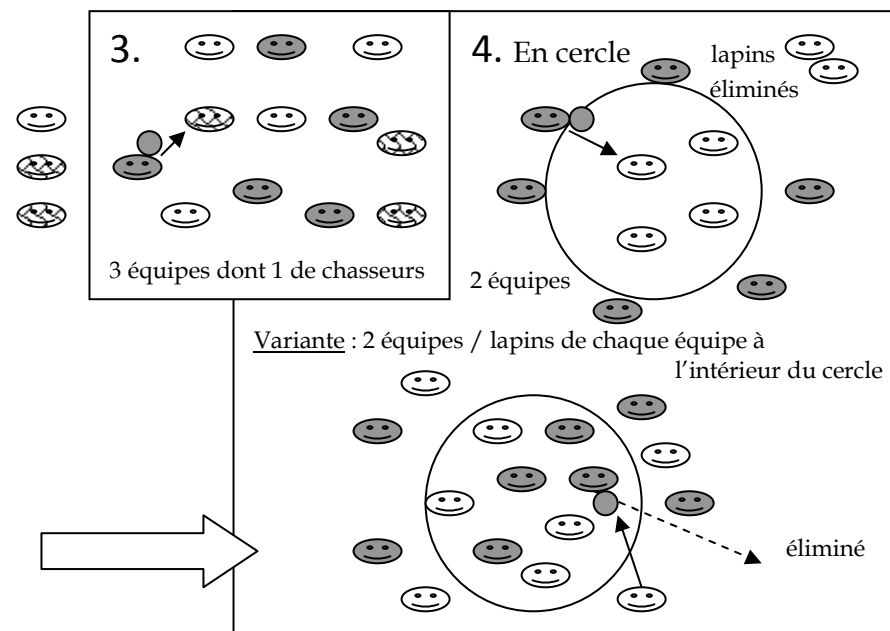 3.
3 équipes dont 1 de chasseurs
4. En cercle
lapins
éliminés
2 équipes
Variante : 2 équipes / lapins de chaque équipe à
l'intérieur du cercle
éliminé